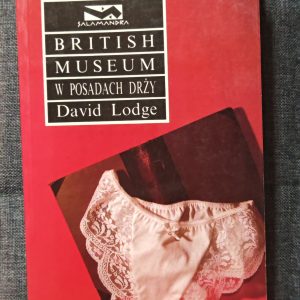 SALAMANDRA
BRITISH
MUSEUM
W POSADACH DRŻY
David Lodge